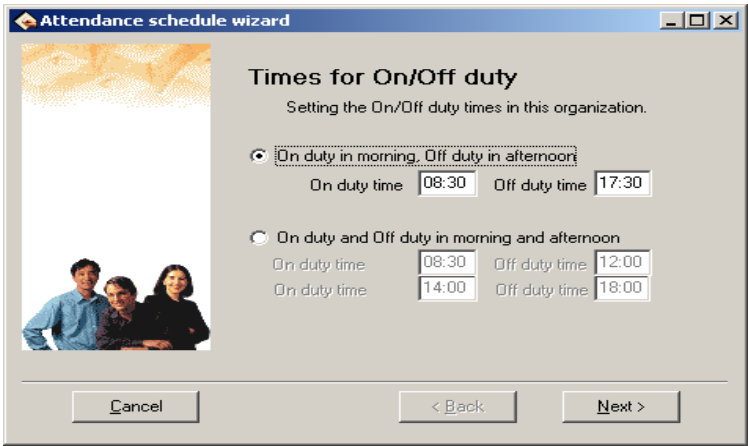 Attendance schedule wizard
Times for On/Off duty
Setting the On/Off duty times in this organization.
On duty in morning, Off duty in afternoon
On duty time 08:30 Off duty time 17:30
On duty and Off duty in morning and afternoon
On duty time 08:30 Off duty time 12:00
On duty time 14:00 Off duty time 18:00
Cancel < Back Next >